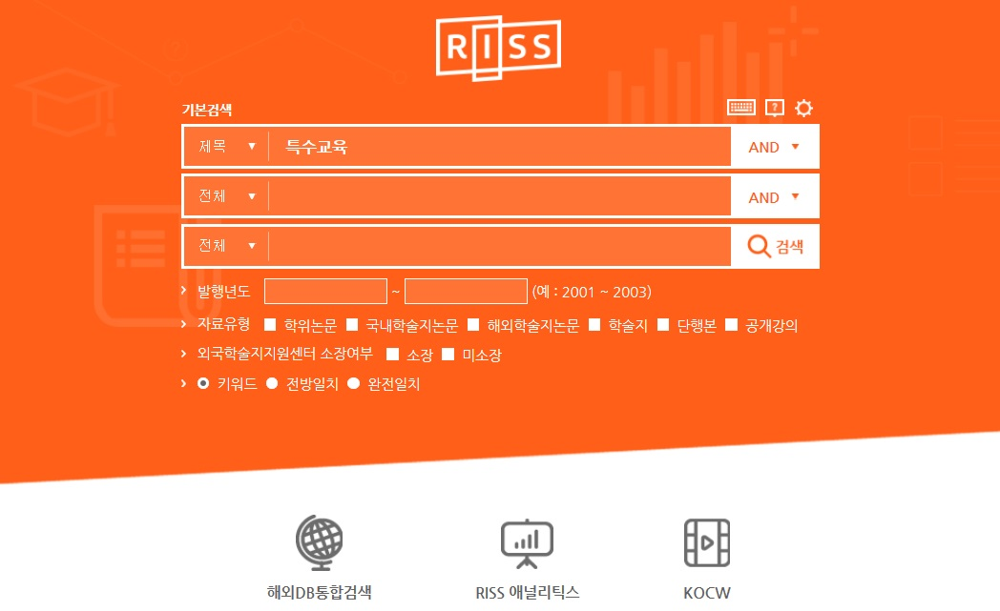 RISS
기본검색
제목 ▼ 특수교육 AND ▼
전체 ▼ AND ▼
전체 ▼ 검색
› 발행년도 ~ (예 : 2001 ~ 2003)
› 자료유형 학위논문 국내학술지논문 해외학술지논문 학술지 단행본 공개강의
› 외국학술지지원센터 소장여부 소장 미소장
› 키워드 전방일치 완전일치
해외DB통합검색 RISS 애널리틱스 KOCW